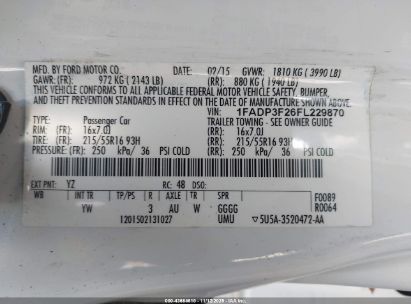 MFD. BY FORD MOTOR CO. 02/15 GVWR: 1810 KG ( 3990 LB)
GAWR: (FR): 972 KG ( 2143 LB) (RR): 880 KG ( 1940 LB)
THIS VEHICLE CONFORMS TO ALL APPLICABLE FEDERAL MOTOR VEHICLE SAFETY, BUMPER,
AND THEFT PREVENTION STANDARDS IN EFFECT ON THE DATE OF MANUFACTURE SHOWN ABOVE.
VIN: 1FADP3F26FL229870
TYPE: Passenger Car TRAILER TOWING - SEE OWNER GUIDE
RIM: (FR): 16x7.0J (RR): 16x7.0J
TIRE: (FR): 215/55R16 93H (RR): 215/55R16 93H
PRESSURE: (FR): 250 kPa/ 36 PSI COLD (RR): 250 kPa/ 36 PSI COLD
EXT PNT: YZ RC: 48 DSO:
WB INT TR TP/PS R AXLE TR SPR F0089
YW 3 AU W GGGG R0064
1201502131027 UMU ▽5U5A-3520472-AA